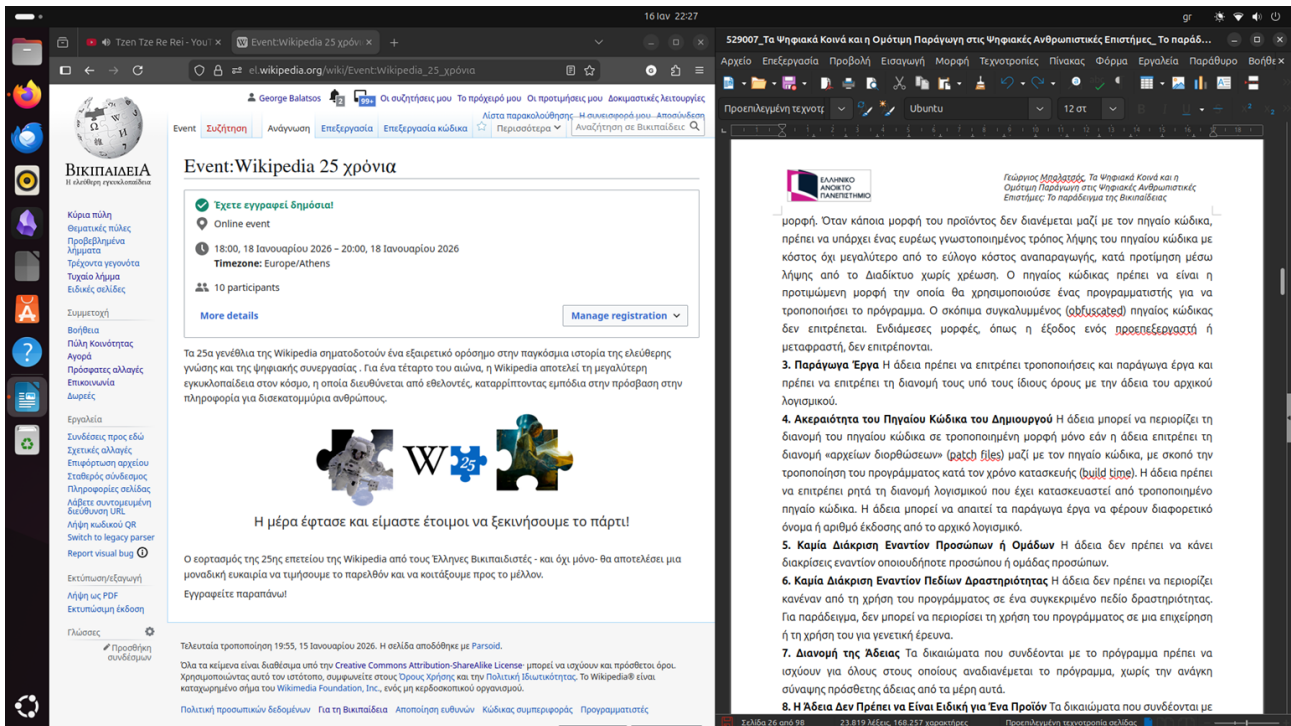 16 Ιαν 22:27
gr
Tzen Tze Re Rei - YouT
Event:Wikipedia 25 χρόνι
el.wikipedia.org/wiki/Event:Wikipedia_25_χρόνια
ΒΙΚΙΠΑΙΔΕΙΑ
Η ελεύθερη εγκυκλοπαίδεια
Κύρια πύλη
Θεματικές πύλες
Προβεβλημένα
λήμματα
Τρέχοντα γεγονότα
Τυχαίο λήμμα
Ειδικές σελίδες
Συμμετοχή
Βοήθεια
Πύλη Κοινότητας
Αγορά
Πρόσφατες αλλαγές
Επικοινωνία
Δωρεές
Εργαλεία
Συνδέσεις προς εδώ
Σχετικές αλλαγές
Επιφόρτωση αρχείου
Σταθερός σύνδεσμος
Πληροφορίες σελίδας
Λάβετε συντομευμένη
διεύθυνση URL
Λήψη κωδικού QR
Switch to legacy parser
Report visual bug
Εκτύπωση/εξαγωγή
Λήψη ως PDF
Εκτυπώσιμη έκδοση
Γλώσσες
Προσθήκη
συνδέσμων
George Balatsos 2 99+ Οι συζητήσεις μου Το πρόχειρό μου Οι προτιμήσεις μου Δοκιμαστικές λειτουργίες
Λίστα παρακολούθησης Η συνεισφορά μου Αποσύνδεση
Event Συζήτηση Ανάγνωση Επεξεργασία Επεξεργασία κώδικα Περισσότερα Αναζήτηση σε Βικιπαίδεια
Event:Wikipedia 25 χρόνια
Έχετε εγγραφεί δημόσια!
Online event
18:00, 18 Ιανουαρίου 2026 – 20:00, 18 Ιανουαρίου 2026
Timezone: Europe/Athens
10 participants
More details
Manage registration
Τα 25α γενέθλια της Wikipedia σηματοδοτούν ένα εξαιρετικό ορόσημο στην παγκόσμια ιστορία της ελεύθερης
γνώσης και της ψηφιακής συνεργασίας . Για ένα τέταρτο του αιώνα, η Wikipedia αποτελεί τη μεγαλύτερη
εγκυκλοπαίδεια στον κόσμο, η οποία διευθύνεται από εθελοντές, καταρρίπτοντας εμπόδια στην πρόσβαση στην
πληροφορία για δισεκατομμύρια ανθρώπους.
W 25
Η μέρα έφτασε και είμαστε έτοιμοι να ξεκινήσουμε το πάρτι!
Ο εορτασμός της 25ης επετείου της Wikipedia από τους Έλληνες Βικιπαιδιστές - και όχι μόνο- θα αποτελέσει μια
μοναδική ευκαιρία να τιμήσουμε το παρελθόν και να κοιτάξουμε προς το μέλλον.
Εγγραφείτε παραπάνω!
Τελευταία τροποποίηση 19:55, 15 Ιανουαρίου 2026. Η σελίδα αποδόθηκε με Parsoid.
Όλα τα κείμενα είναι διαθέσιμα υπό την Creative Commons Attribution-ShareAlike License· μπορεί να ισχύουν και πρόσθετοι όροι.
Χρησιμοποιώντας αυτόν τον ιστότοπο, συμφωνείτε στους Όρους Χρήσης και την Πολιτική Ιδιωτικότητας. Το Wikipedia® είναι
καταχωρημένο σήμα του Wikimedia Foundation, Inc., ενός μη κερδοσκοπικού οργανισμού.
Πολιτική προσωπικών δεδομένων Για τη Βικιπαίδεια Αποποίηση ευθυνών Κώδικας συμπεριφοράς Προγραμματιστές
529007_Τα Ψηφιακά Κοινά και η Ομότιμη Παραγωγή στις Ψηφιακές Ανθρωπιστικές Επιστήμες_ Το παράδ...
Αρχείο Επεξεργασία Προβολή Εισαγωγή Μορφή Τεχνοτροπίες Πίνακας Φόρμα Εργαλεία Παράθυρο Βοήθε
Προεπιλεγμένη τεχνοτρ Ubuntu 12 στ
ΕΛΛΗΝΙΚΟ
ΑΝΟΙΚΤΟ
ΠΑΝΕΠΙΣΤΗΜΙΟ
Γεώργιος Μπαλατσός, Τα Ψηφιακά Κοινά και η
Ομότιμη Παραγωγή στις Ψηφιακές Ανθρωπιστικές
Επιστήμες: Το παράδειγμα της Βικιπαίδειας
μορφή. Όταν κάποια μορφή του προϊόντος δεν διανέμεται μαζί με τον πηγαίο κώδικα,
πρέπει να υπάρχει ένας ευρέως γνωστοποιημένος τρόπος λήψης του πηγαίου κώδικα με
κόστος όχι μεγαλύτερο από το εύλογο κόστος αναπαραγωγής, κατά προτίμηση μέσω
λήψης από το Διαδίκτυο χωρίς χρέωση. Ο πηγαίος κώδικας πρέπει να είναι η
προτιμώμενη μορφή την οποία θα χρησιμοποιούσε ένας προγραμματιστής για να
τροποποιήσει το πρόγραμμα. Ο σκόπιμα συγκαλυμμένος (obfuscated) πηγαίος κώδικας
δεν επιτρέπεται. Ενδιάμεσες μορφές, όπως η έξοδος ενός προεπεξεργαστή ή
μεταφραστή, δεν επιτρέπονται.
3. Παράγωγα Έργα Η άδεια πρέπει να επιτρέπει τροποποιήσεις και παράγωγα έργα και
πρέπει να επιτρέπει τη διανομή τους υπό τους ίδιους όρους με την άδεια του αρχικού
λογισμικού.
4. Ακεραιότητα του Πηγαίου Κώδικα του Δημιουργού Η άδεια μπορεί να περιορίζει τη
διανομή του πηγαίου κώδικα σε τροποποιημένη μορφή μόνο εάν η άδεια επιτρέπει τη
διανομή «αρχείων διορθώσεων» (patch files) μαζί με τον πηγαίο κώδικα, με σκοπό την
τροποποίηση του προγράμματος κατά τον χρόνο κατασκευής (build time). Η άδεια πρέπει
να επιτρέπει ρητά τη διανομή λογισμικού που έχει κατασκευαστεί από τροποποιημένο
πηγαίο κώδικα. Η άδεια μπορεί να απαιτεί τα παράγωγα έργα να φέρουν διαφορετικό
όνομα ή αριθμό έκδοσης από το αρχικό λογισμικό.
5. Καμία Διάκριση Εναντίον Προσώπων ή Ομάδων Η άδεια δεν πρέπει να κάνει
διακρίσεις εναντίον οποιουδήποτε προσώπου ή ομάδας προσώπων.
6. Καμία Διάκριση Εναντίον Πεδίων Δραστηριότητας Η άδεια δεν πρέπει να περιορίζει
κανέναν από τη χρήση του προγράμματος σε ένα συγκεκριμένο πεδίο δραστηριότητας.
Για παράδειγμα, δεν μπορεί να περιορίσει τη χρήση του προγράμματος σε μια επιχείρηση
ή τη χρήση του για γενετική έρευνα.
7. Διανομή της Άδειας Τα δικαιώματα που συνδέονται με το πρόγραμμα πρέπει να
ισχύουν για όλους στους οποίους αναδιανέμεται το πρόγραμμα, χωρίς την ανάγκη
σύναψης πρόσθετης άδειας από τα μέρη αυτά.
8. Η Άδεια Δεν Πρέπει να Είναι Ειδική για Ένα Προϊόν Τα δικαιώματα που συνδέονται με
Σελίδα 26 από 98 23.819 λέξεις, 168.257 χαρακτήρες Προεπιλεγμένη τεχνοτροπία σελίδας